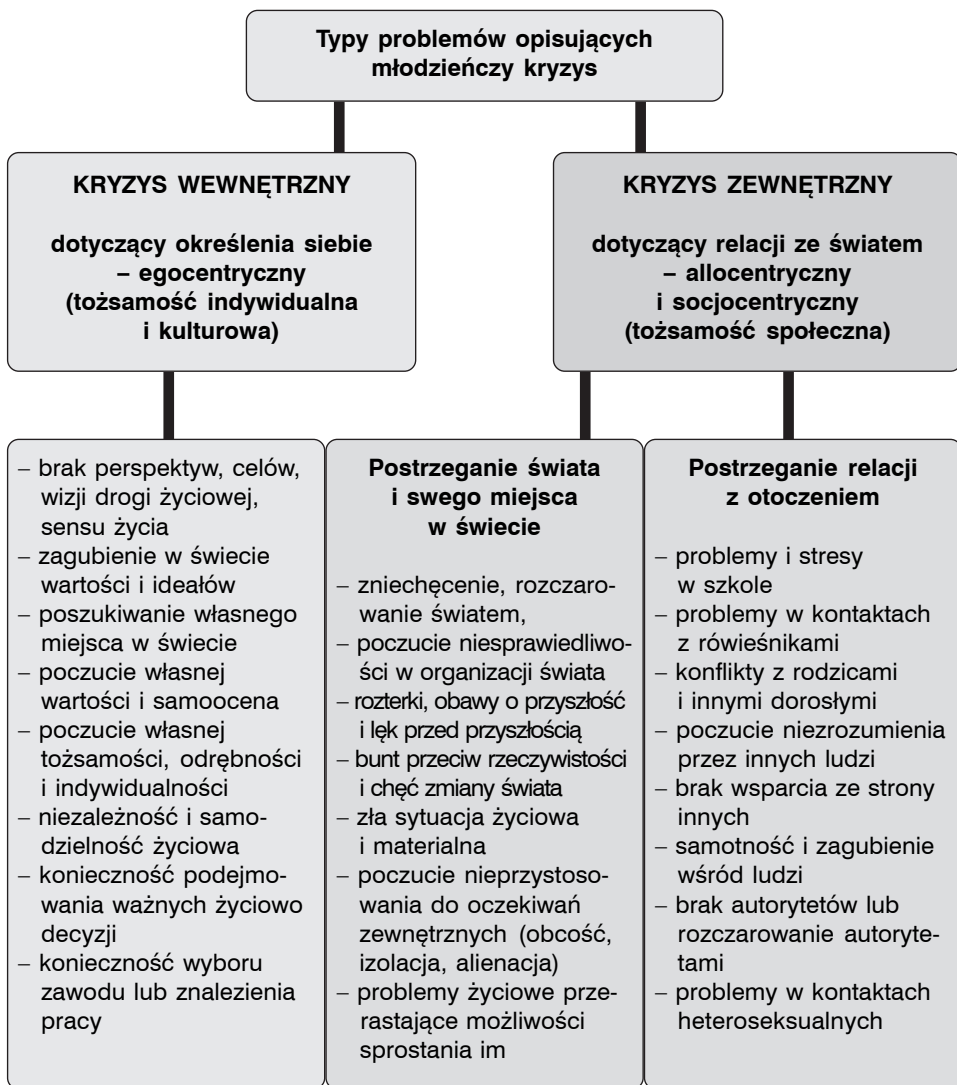 Typy problemów opisujących
młodzieńczy kryzys
KRYZYS WEWNĘTRZNY
dotyczący określenia siebie
– egocentryczny
(tożsamość indywidualna
i kulturowa)
KRYZYS ZEWNĘTRZNY
dotyczący relacji ze światem
– allocentryczny
i socjocentryczny
(tożsamość społeczna)
– brak perspektyw, celów,
wizji drogi życiowej,
sensu życia
– zagubienie w świecie
wartości i ideałów
– poszukiwanie własnego
miejsca w świecie
– poczucie własnej
wartości i samoocena
– poczucie własnej
tożsamości, odrębności
i indywidualności
– niezależność i samo-
dzielność życiowa
– konieczność podejmo-
wania ważnych życiowo
decyzji
– konieczność wyboru
zawodu lub znalezienia
pracy
Postrzeganie świata
i swego miejsca
w świecie
– zniechęcenie, rozczaro-
wanie światem,
– poczucie niesprawiedliwo-
ści w organizacji świata
– rozterki, obawy o przyszłość
i lęk przed przyszłością
– bunt przeciw rzeczywistości
i chęć zmiany świata
– zła sytuacja życiowa
i materialna
– poczucie nieprzystoso-
wania do oczekiwań
zewnętrznych (obcość,
izolacja, alienacja)
– problemy życiowe prze-
rastające możliwości
sprostania im
Postrzeganie relacji
z otoczeniem
– problemy i stresy
w szkole
– problemy w kontaktach
z rówieśnikami
– konflikty z rodzicami
i innymi dorosłymi
– poczucie niezrozumienia
przez innych ludzi
– brak wsparcia ze strony
innych
– samotność i zagubienie
wśród ludzi
– brak autorytetów lub
rozczarowanie autoryte-
tami
– problemy w kontaktach
heteroseksualnych